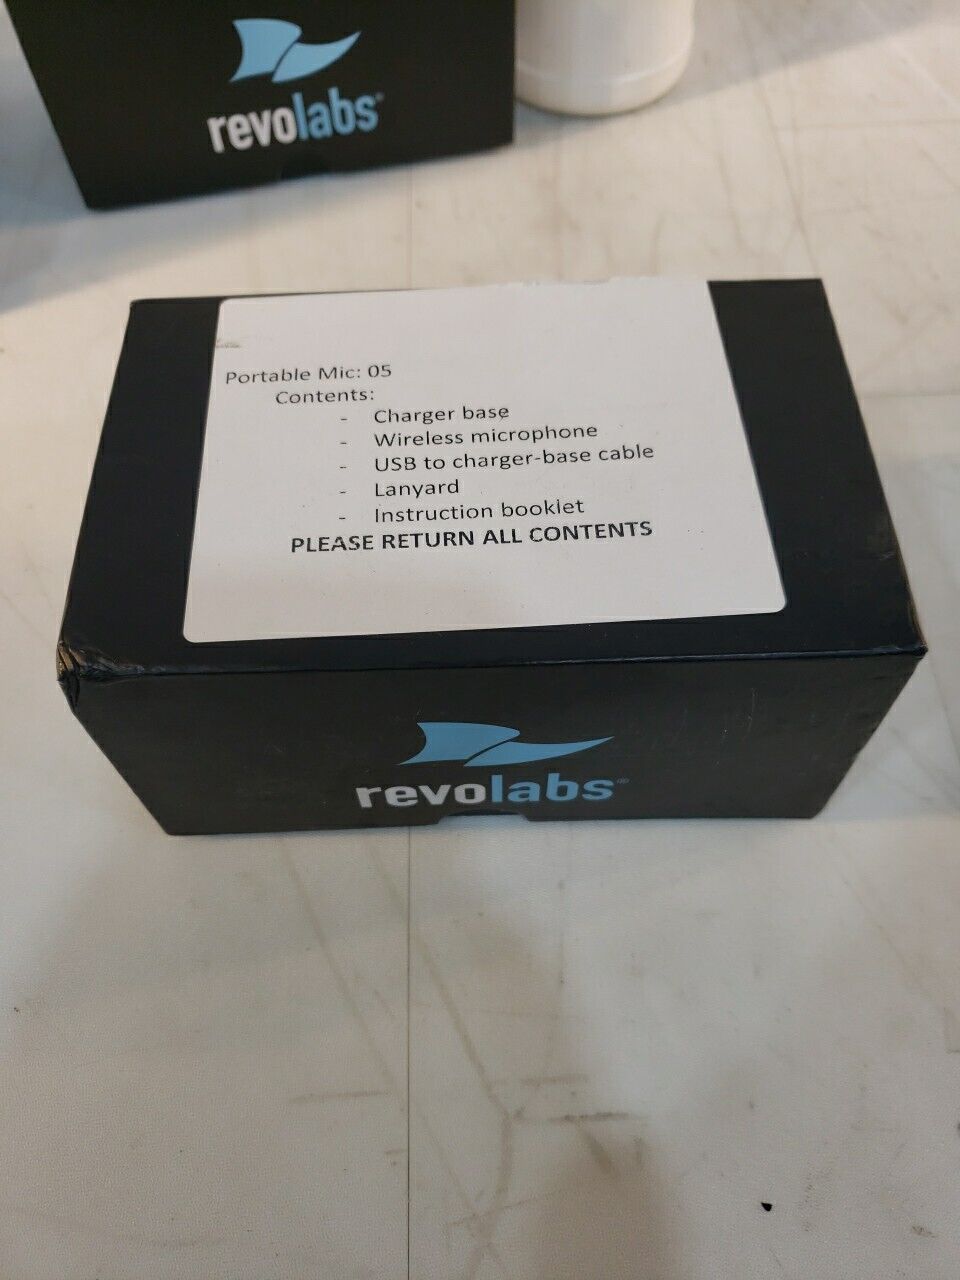 revolabs®
Portable Mic: 05
Contents:
- Charger base
- Wireless microphone
- USB to charger-base cable
- Lanyard
- Instruction booklet
PLEASE RETURN ALL CONTENTS
revolabs®